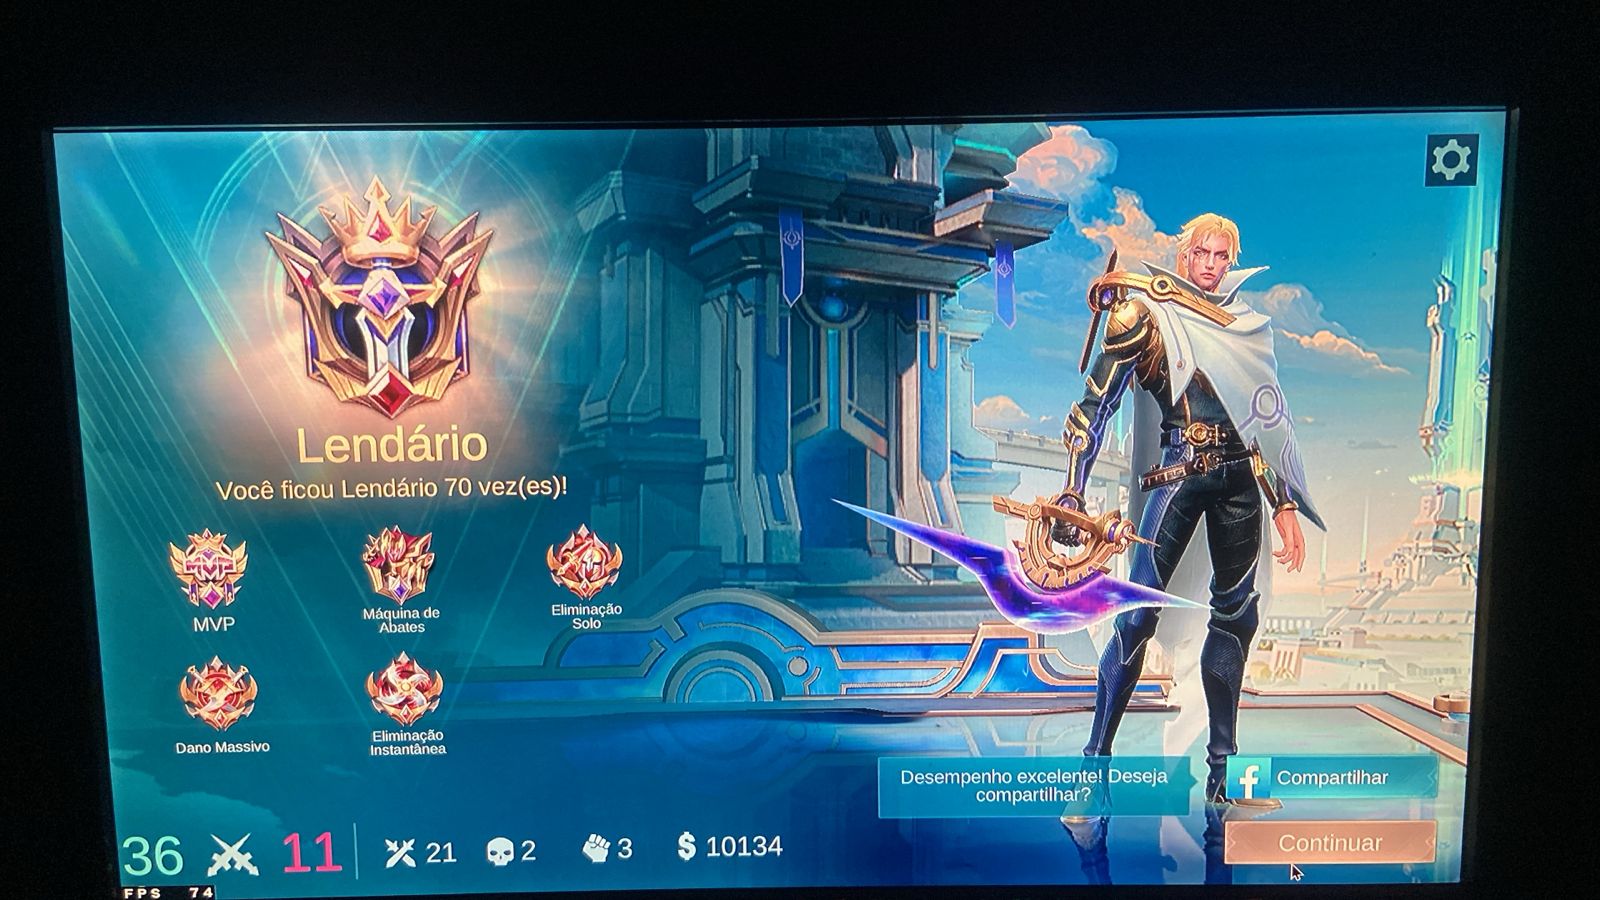 Lendário
Você ficou Lendário 70 vez(es)!
MVP
MVP
Máquina de
Abates
Eliminação
Solo
Dano Massivo
Eliminação
Instantânea
Desempenho excelente! Deseja
compartilhar?
f Compartilhar
Continuar
36 11 21 2 3 $ 10134
FPS 74